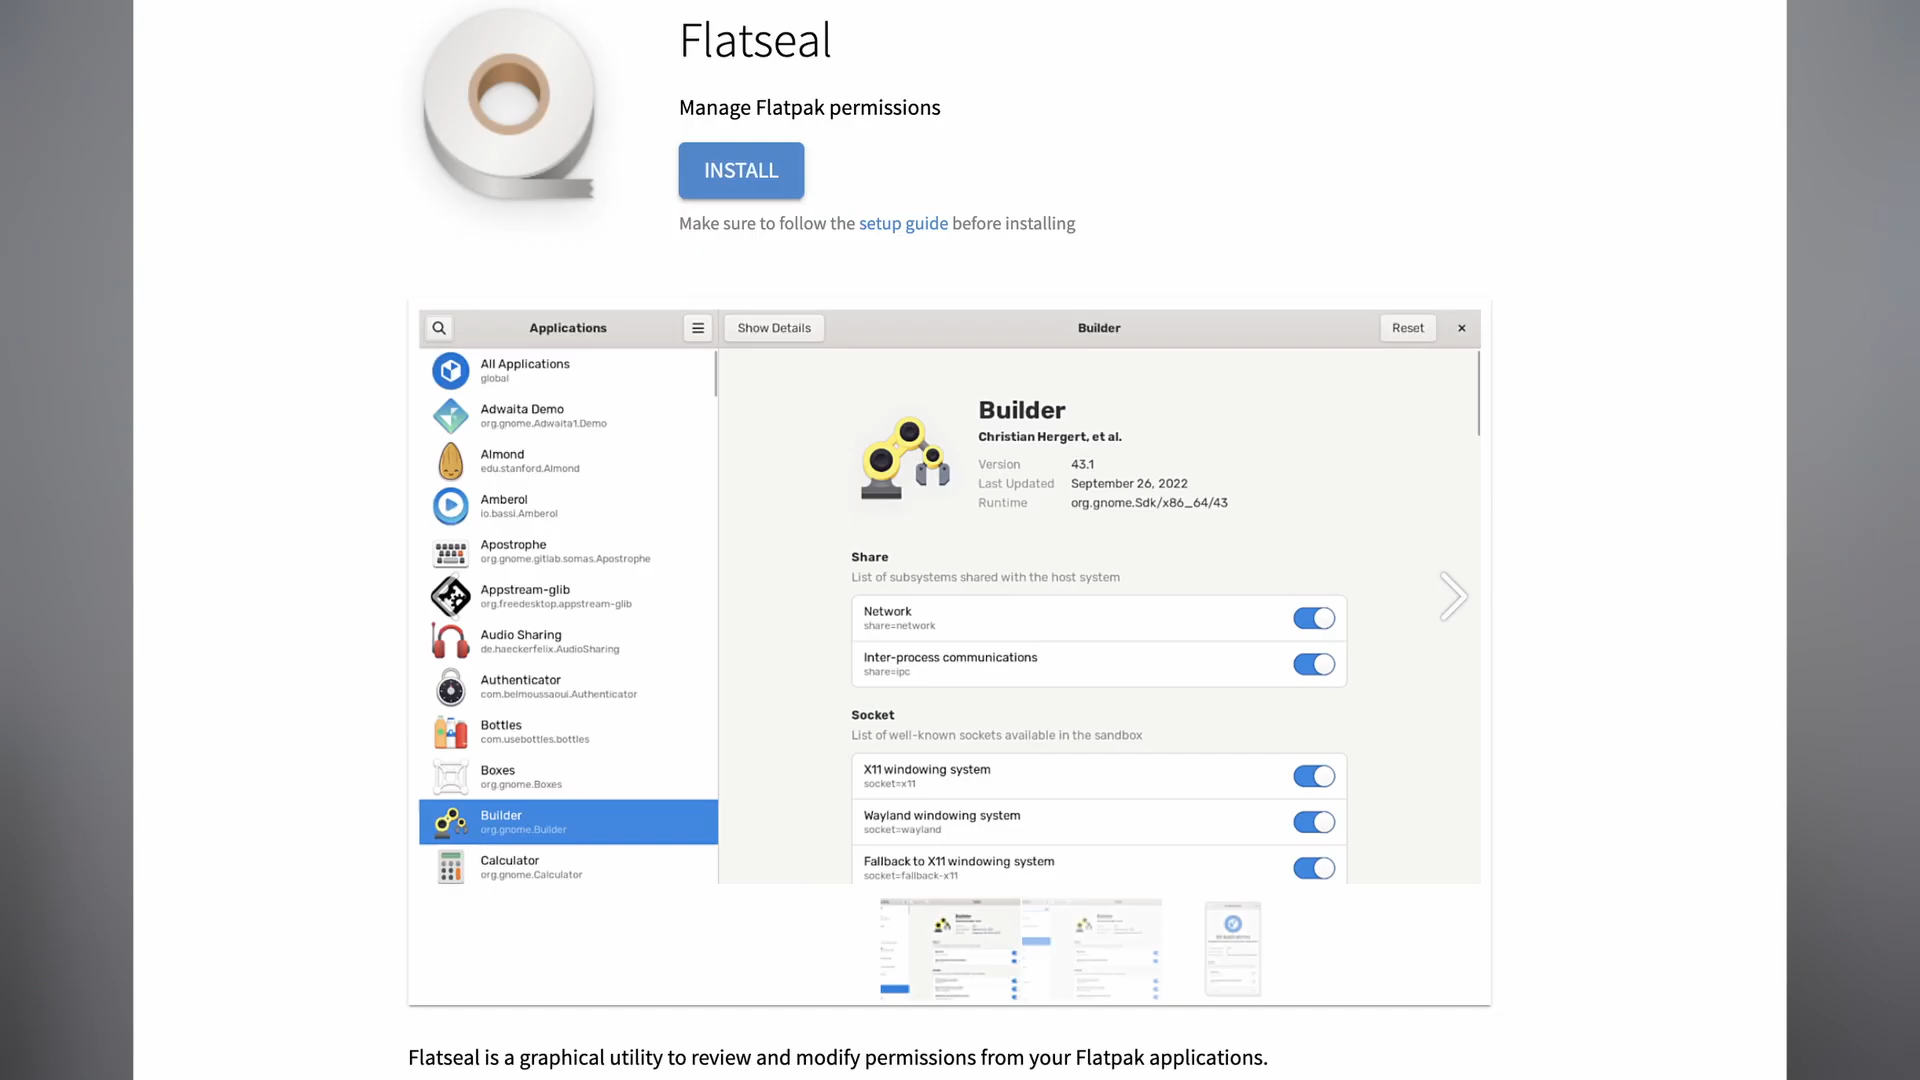 Flatseal
Manage Flatpak permissions
INSTALL
Make sure to follow the setup guide before installing
Applications
Show Details
Builder
Reset
All Applications
global
Adwaita Demo
org.gnome.Adwaita1.Demo
Almond
edu.stanford.Almond
Amberol
io.bassi.Amberol
Apostrophe
org.gnome.gitlab.somas.Apostrophe
Appstream-glib
org.freedesktop.appstream-glib
Audio Sharing
de.haeckerfelix.AudioSharing
Authenticator
com.belmoussaoui.Authenticator
Bottles
com.usebottles.bottles
Boxes
org.gnome.Boxes
Builder
org.gnome.Builder
Calculator
org.gnome.Calculator
Builder
Christian Hergert, et al.
Version 43.1
Last Updated September 26, 2022
Runtime org.gnome.Sdk/x86_64/43
Share
List of subsystems shared with the host system
Network
share=network
Inter-process communications
share=ipc
Socket
List of well-known sockets available in the sandbox
X11 windowing system
socket=x11
Wayland windowing system
socket=wayland
Fallback to X11 windowing system
socket=fallback-x11
Builder
Flatseal is a graphical utility to review and modify permissions from your Flatpak applications.